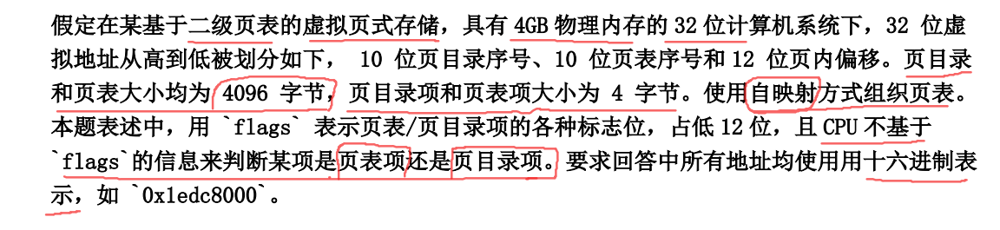 假定在某基于二级页表的虚拟页式存储，具有 4GB 物理内存的 32 位计算机系统下，32 位虚
拟地址从高到低被划分如下， 10 位页目录序号、10 位页表序号和 12 位页内偏移。页目录
和页表大小均为 4096 字节，页目录项和页表项大小为 4 字节。使用自映射方式组织页表。
本题表述中，用 `flags` 表示页表/页目录项的各种标志位，占低 12 位，且 CPU 不基于
`flags`的信息来判断某项是页表项还是页目录项。要求回答中所有地址均使用用十六进制表
示，如 `0x1edc8000`。